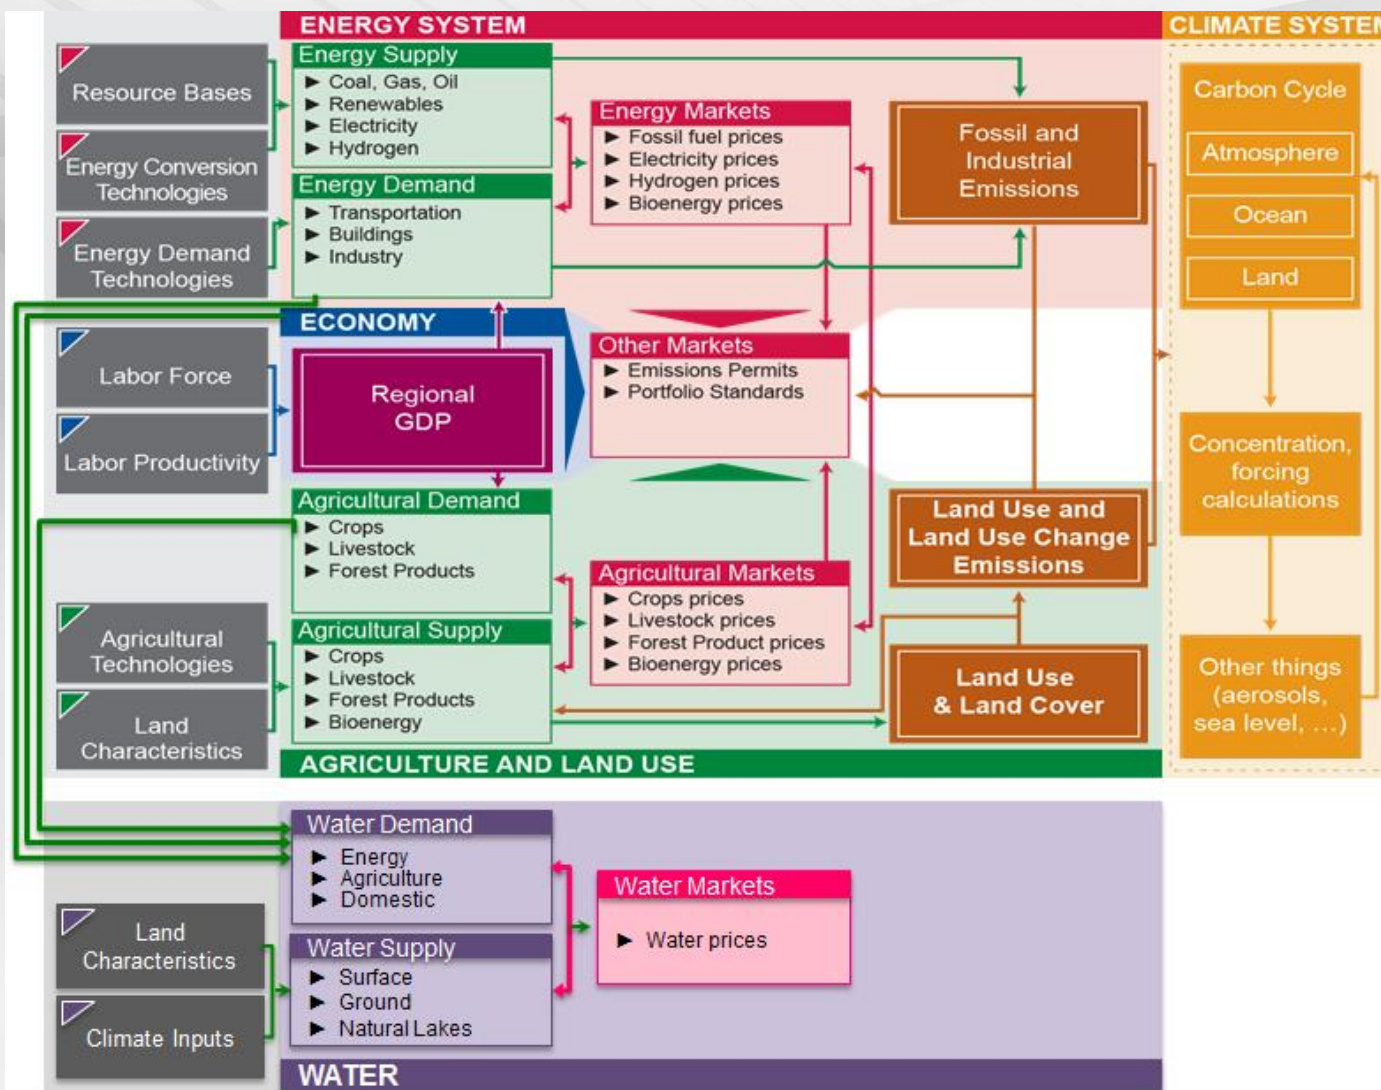 ENERGY SYSTEM
CLIMATE SYSTEM
Resource Bases
Energy Conversion
Technologies
Energy Demand
Technologies
Energy Supply
► Coal, Gas, Oil
► Renewables
► Electricity
► Hydrogen
Energy Demand
► Transportation
► Buildings
► Industry
Energy Markets
► Fossil fuel prices
► Electricity prices
► Hydrogen prices
► Bioenergy prices
Fossil and
Industrial
Emissions
Carbon Cycle
Atmosphere
Ocean
Land
ECONOMY
Labor Force
Labor Productivity
Regional
GDP
Other Markets
► Emissions Permits
► Portfolio Standards
Concentration,
forcing
calculations
Agricultural Demand
► Crops
► Livestock
► Forest Products
Agricultural Technologies
Land
Characteristics
Agricultural Supply
► Crops
► Livestock
► Forest Products
► Bioenergy
Agricultural Markets
► Crops prices
► Livestock prices
► Forest Product prices
► Bioenergy prices
Land Use and
Land Use Change
Emissions
Land Use
& Land Cover
Other things
(aerosols,
sea level, …)
AGRICULTURE AND LAND USE
Water Demand
► Energy
► Agriculture
► Domestic
Land
Characteristics
Climate Inputs
Water Supply
► Surface
► Ground
► Natural Lakes
Water Markets
► Water prices
WATER